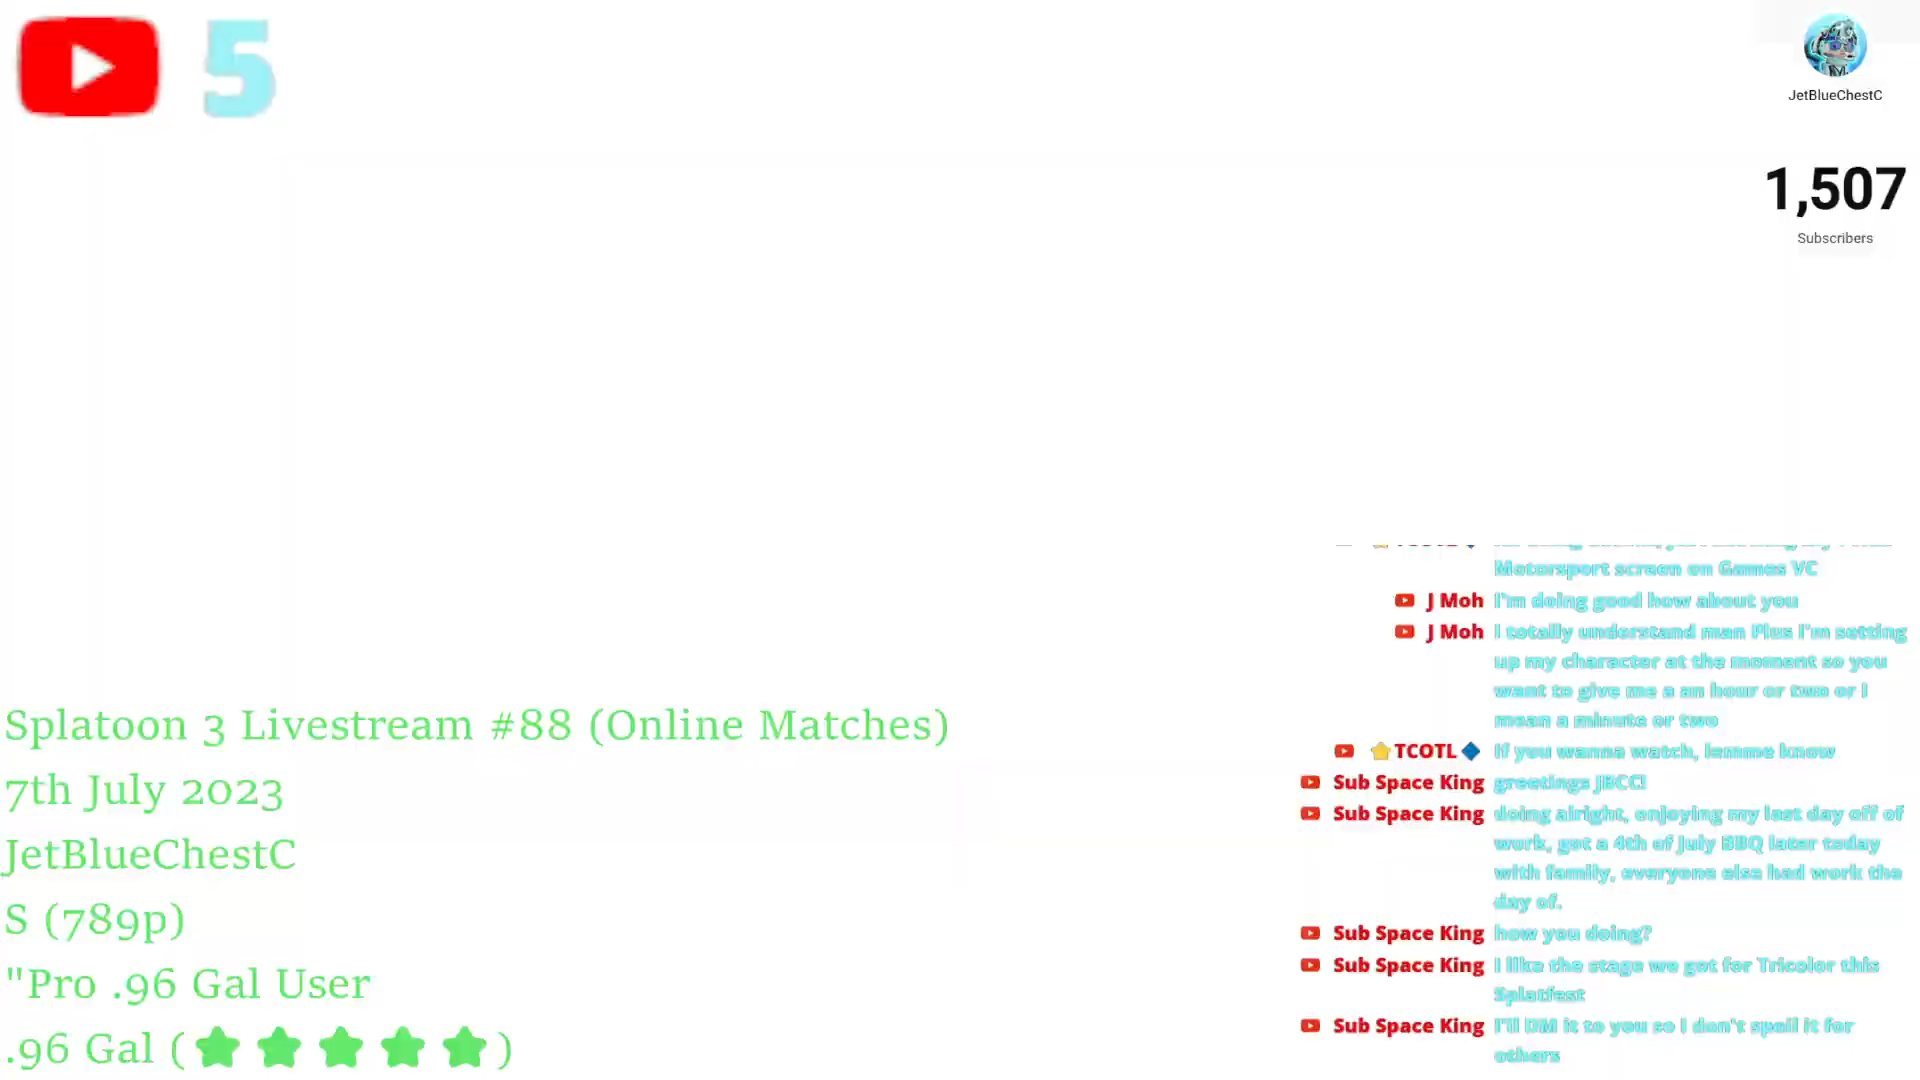 5
JetBlueChestC
1,507
Subscribers
Motorsport screen on Games VC
J Moh I'm doing good how about you
J Moh I totally understand man Plus I'm setting
up my character at the moment so you
want to give me a an hour or two or I
mean a minute or two
TCOTL If you wanna watch, lemme know
Sub Space King greetings JBCC!
Sub Space King doing alright, enjoying my last day off of
work, got a 4th of July BBQ later today
with family, everyone else had work the
day of.
Sub Space King how you doing?
Sub Space King I like the stage we got for Tricolor this
Splatfest
Sub Space King I'll DM it to you so I don't spoil it for
others
Splatoon 3 Livestream #88 (Online Matches)
7th July 2023
JetBlueChestC
S (789p)
"Pro .96 Gal User
.96 Gal (★ ★ ★ ★ ★)